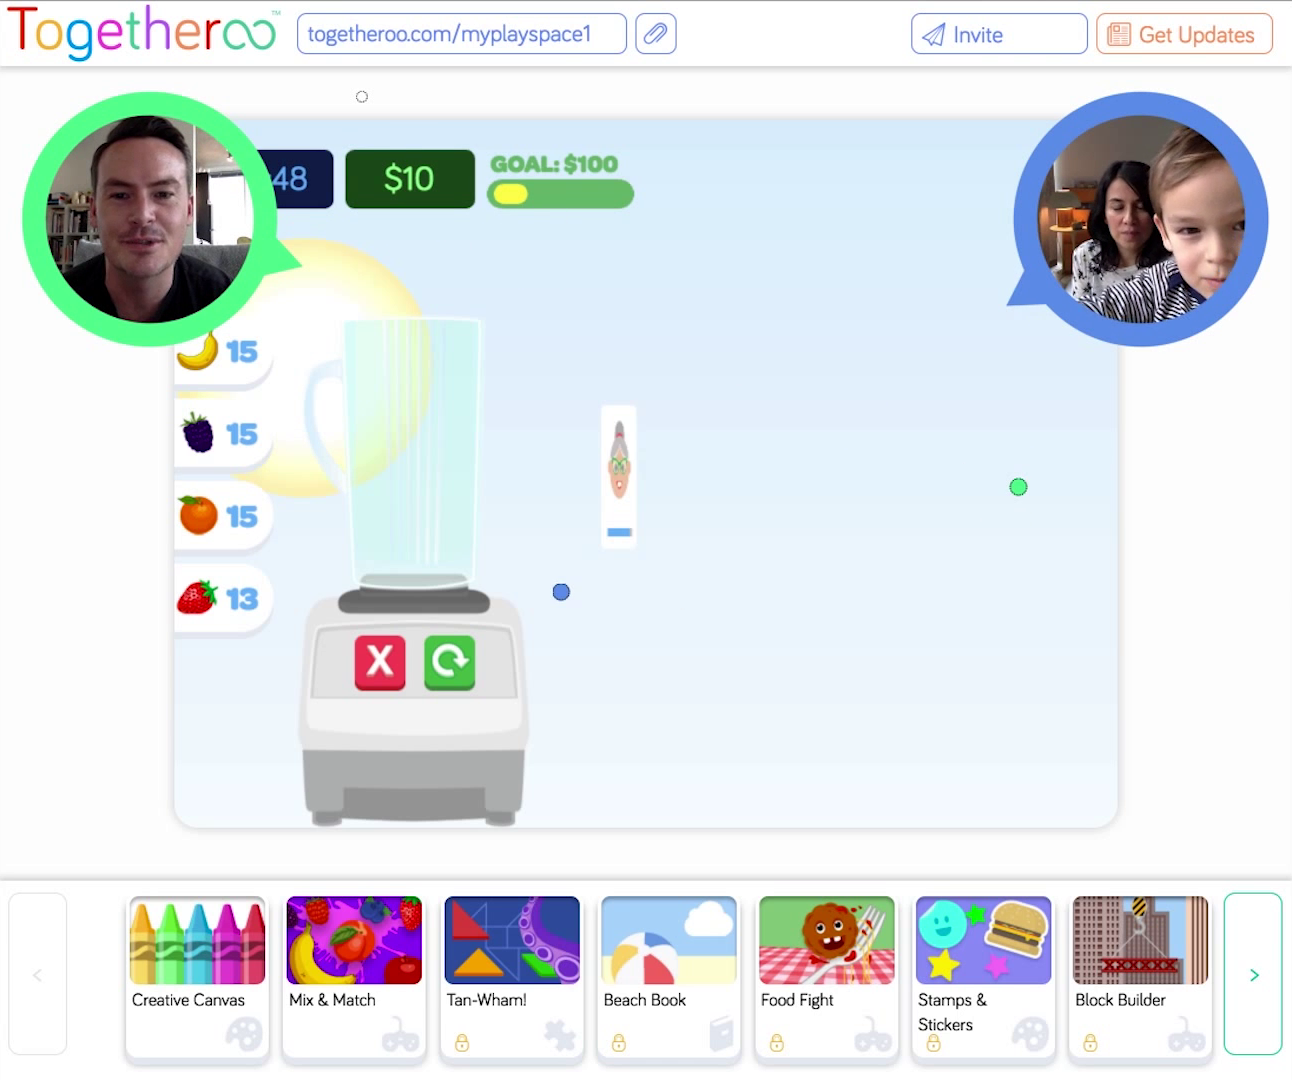 Togetheroo™
togetheroo.com/myplayspace1
Invite
Get Updates
48
$10
GOAL: $100
15
15
15
13
X
Creative Canvas
Mix & Match
Tan-Wham!
Beach Book
Food Fight
Stamps &
Stickers
Block Builder